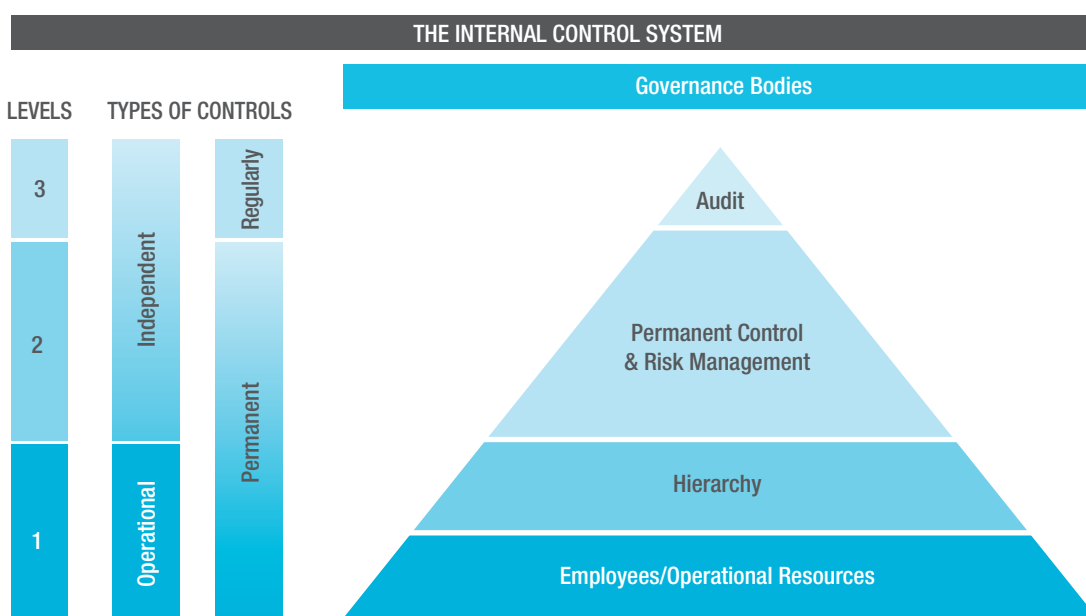 THE INTERNAL CONTROL SYSTEM
Governance Bodies
LEVELS
TYPES OF CONTROLS
3
2
1
Independent
Operational
Regularly
Permanent
Audit
Permanent Control
& Risk Management
Hierarchy
Employees/Operational Resources